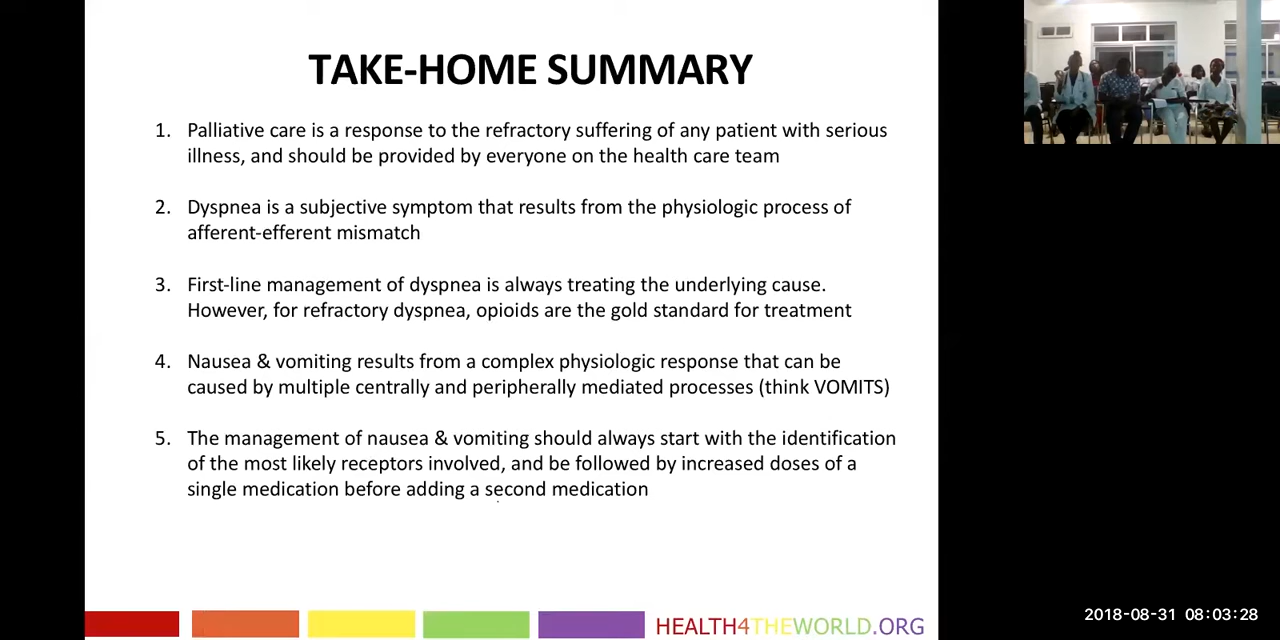 TAKE-HOME SUMMARY
1. Palliative care is a response to the refractory suffering of any patient with serious
illness, and should be provided by everyone on the health care team
2. Dyspnea is a subjective symptom that results from the physiologic process of
afferent-efferent mismatch
3. First-line management of dyspnea is always treating the underlying cause.
However, for refractory dyspnea, opioids are the gold standard for treatment
4. Nausea & vomiting results from a complex physiologic response that can be
caused by multiple centrally and peripherally mediated processes (think VOMITS)
5. The management of nausea & vomiting should always start with the identification
of the most likely receptors involved, and be followed by increased doses of a
single medication before adding a second medication
HEALTH4THEWORLD.ORG
2018-08-31 08:03:28